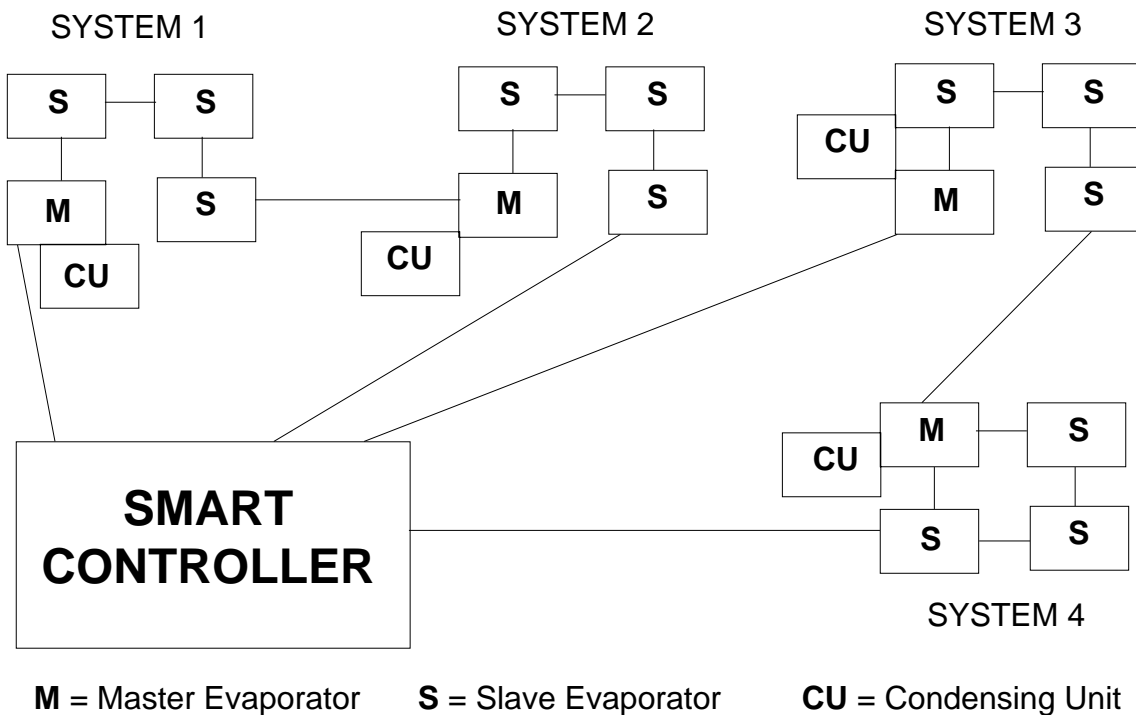 SYSTEM 1
SYSTEM 2
SYSTEM 3
S S
S S
S S
CU
M S
M S
M S
CU
CU
M S
CU
S S
SMART
CONTROLLER
SYSTEM 4
M = Master Evaporator S = Slave Evaporator CU = Condensing Unit